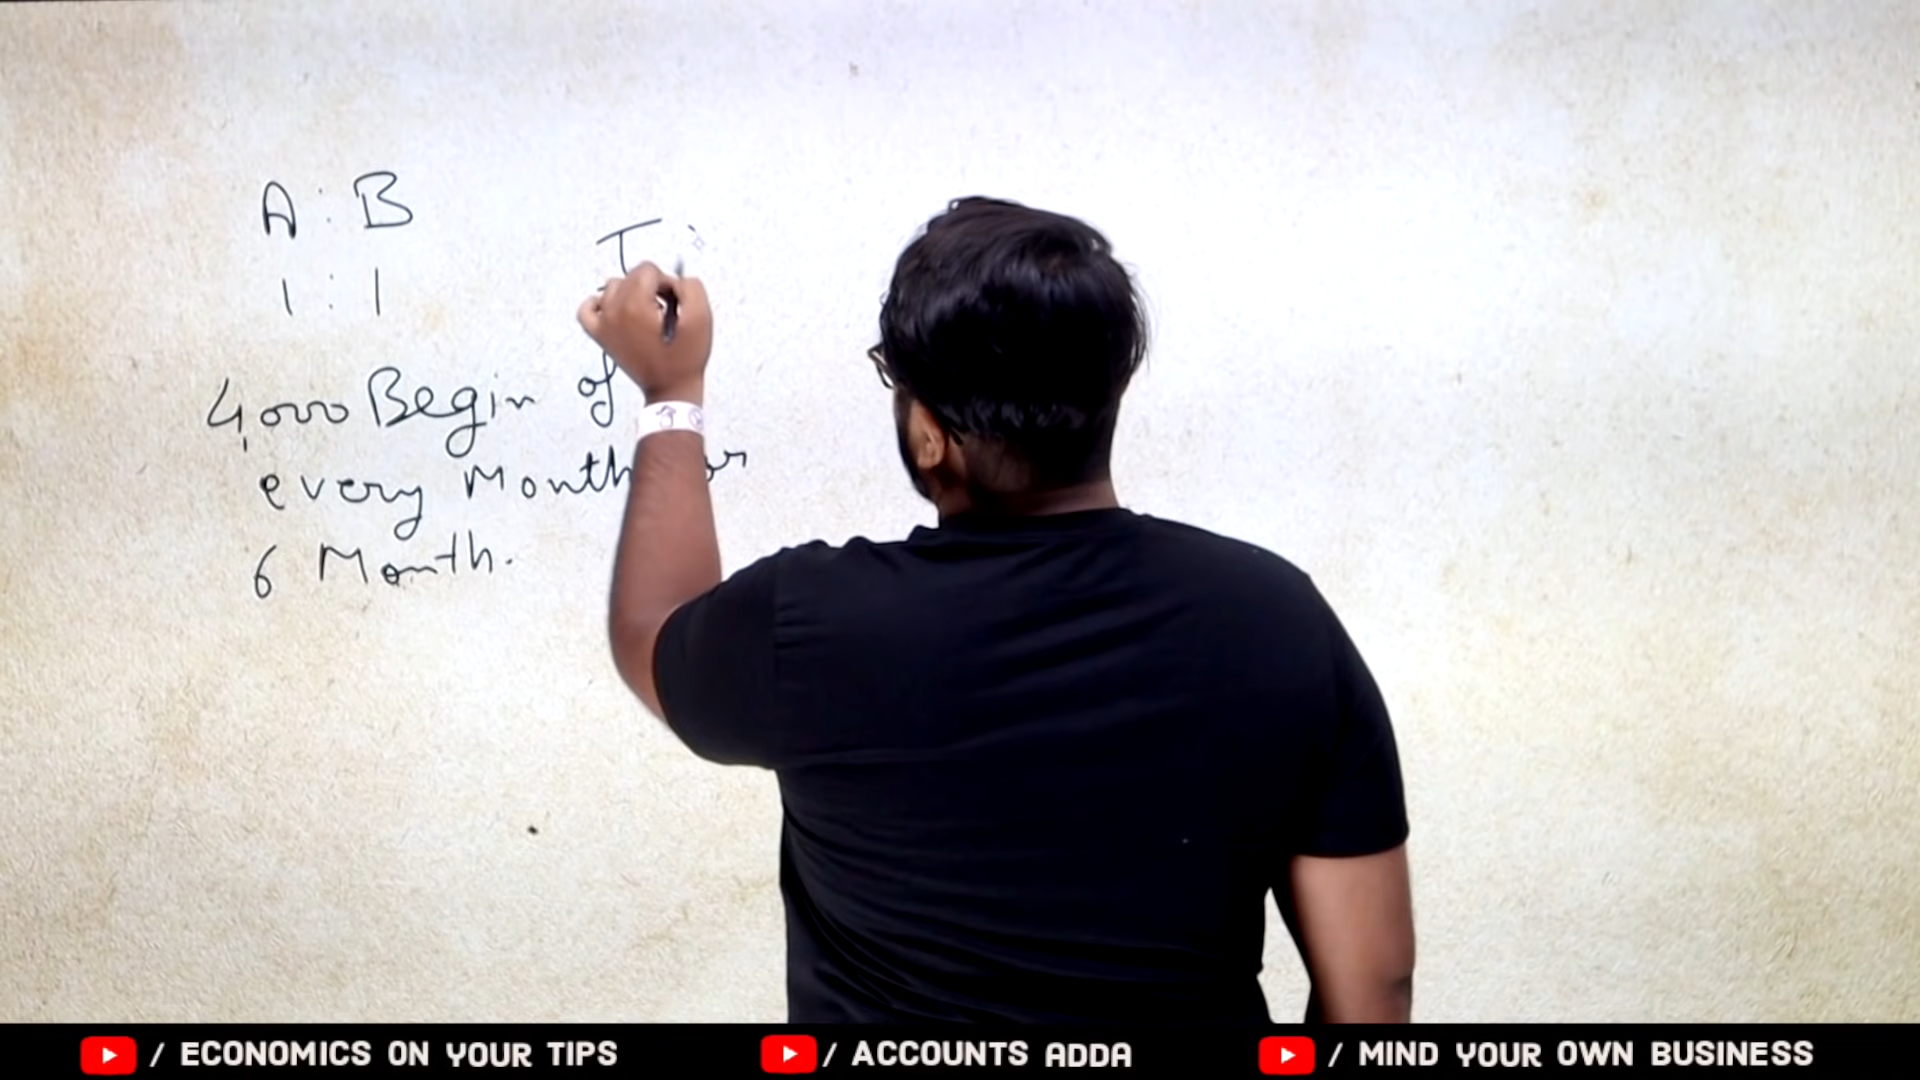 A : B
1 : 1
T
4,000 Begin of
every Month
6 Month.
/ ECONOMICS ON YOUR TIPS
/ ACCOUNTS ADDA
/ MIND YOUR OWN BUSINESS